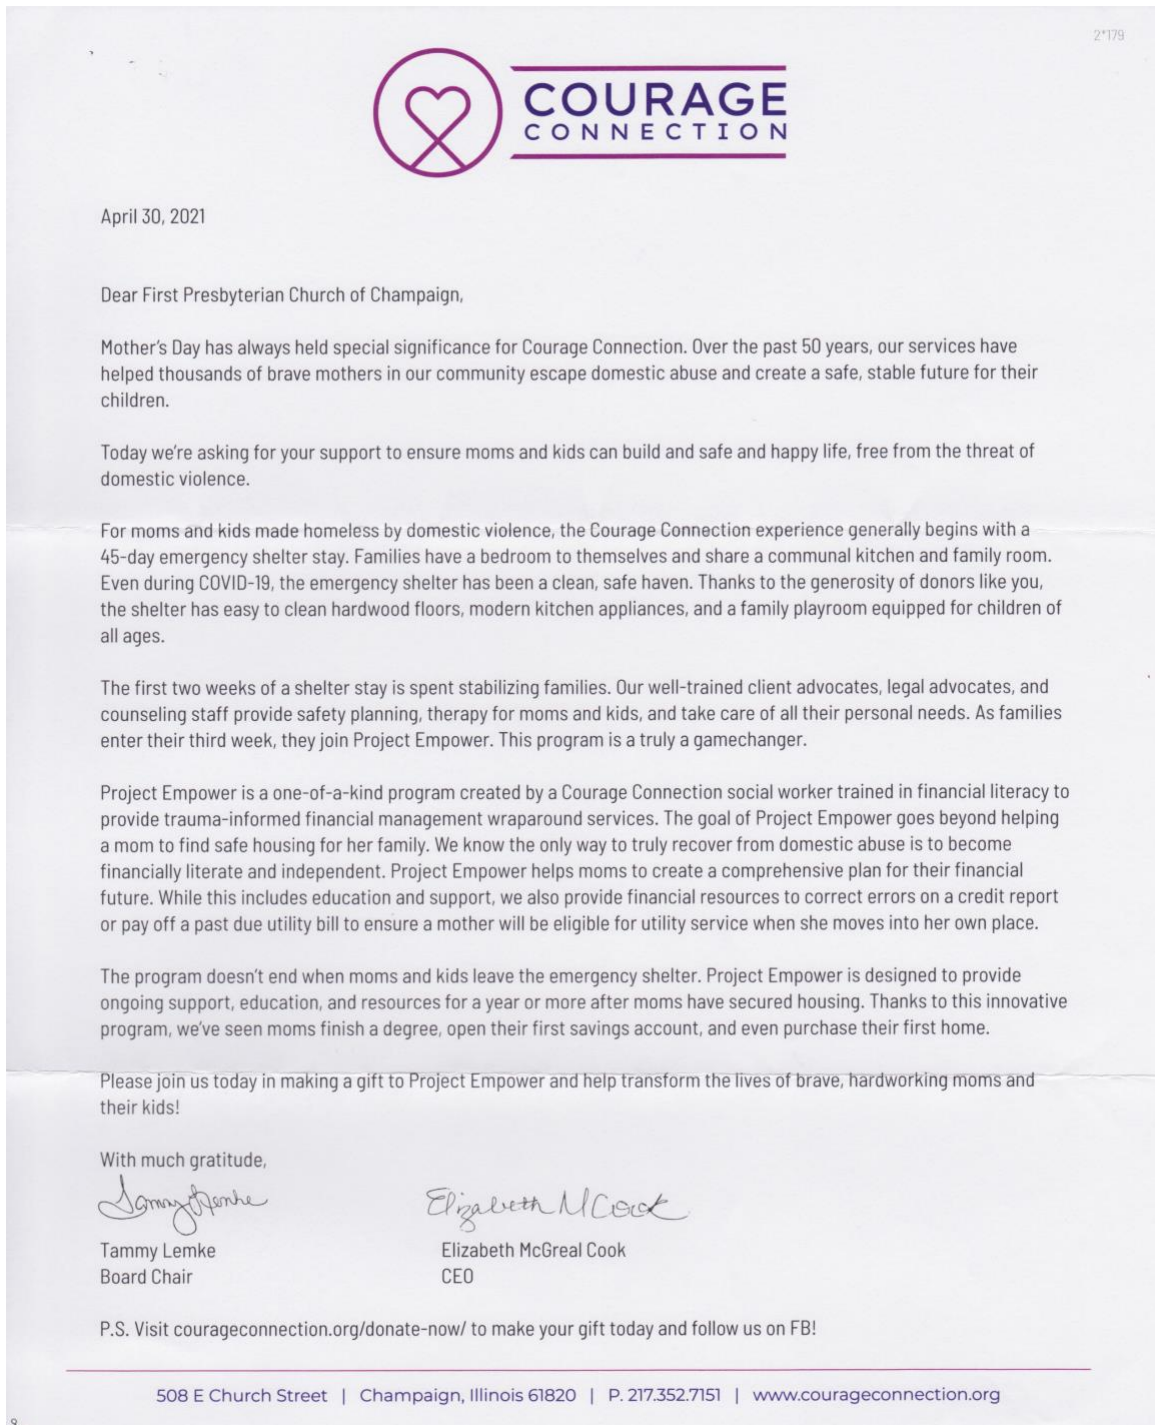 2*179
COURAGE
CONNECTION
April 30, 2021
Dear First Presbyterian Church of Champaign,
Mother's Day has always held special significance for Courage Connection. Over the past 50 years, our services have
helped thousands of brave mothers in our community escape domestic abuse and create a safe, stable future for their
children.
Today we're asking for your support to ensure moms and kids can build and safe and happy life, free from the threat of
domestic violence.
For moms and kids made homeless by domestic violence, the Courage Connection experience generally begins with a
45-day emergency shelter stay. Families have a bedroom to themselves and share a communal kitchen and family room.
Even during COVID-19, the emergency shelter has been a clean, safe haven. Thanks to the generosity of donors like you,
the shelter has easy to clean hardwood floors, modern kitchen appliances, and a family playroom equipped for children of
all ages.
The first two weeks of a shelter stay is spent stabilizing families. Our well-trained client advocates, legal advocates, and
counseling staff provide safety planning, therapy for moms and kids, and take care of all their personal needs. As families
enter their third week, they join Project Empower. This program is a truly a gamechanger.
Project Empower is a one-of-a-kind program created by a Courage Connection social worker trained in financial literacy to
provide trauma-informed financial management wraparound services. The goal of Project Empower goes beyond helping
a mom to find safe housing for her family. We know the only way to truly recover from domestic abuse is to become
financially literate and independent. Project Empower helps moms to create a comprehensive plan for their financial
future. While this includes education and support, we also provide financial resources to correct errors on a credit report
or pay off a past due utility bill to ensure a mother will be eligible for utility service when she moves into her own place.
The program doesn't end when moms and kids leave the emergency shelter. Project Empower is designed to provide
ongoing support, education, and resources for a year or more after moms have secured housing. Thanks to this innovative
program, we've seen moms finish a degree, open their first savings account, and even purchase their first home.
Please join us today in making a gift to Project Empower and help transform the lives of brave, hardworking moms and
their kids!
With much gratitude,
Tammy Lemke Elizabeth M Cook
Tammy Lemke Elizabeth McGreal Cook
Board Chair CEO
P.S. Visit courageconnection.org/donate-now/ to make your gift today and follow us on FB!
508 E Church Street | Champaign, Illinois 61820 | P. 217.352.7151 | www.courageconnection.org